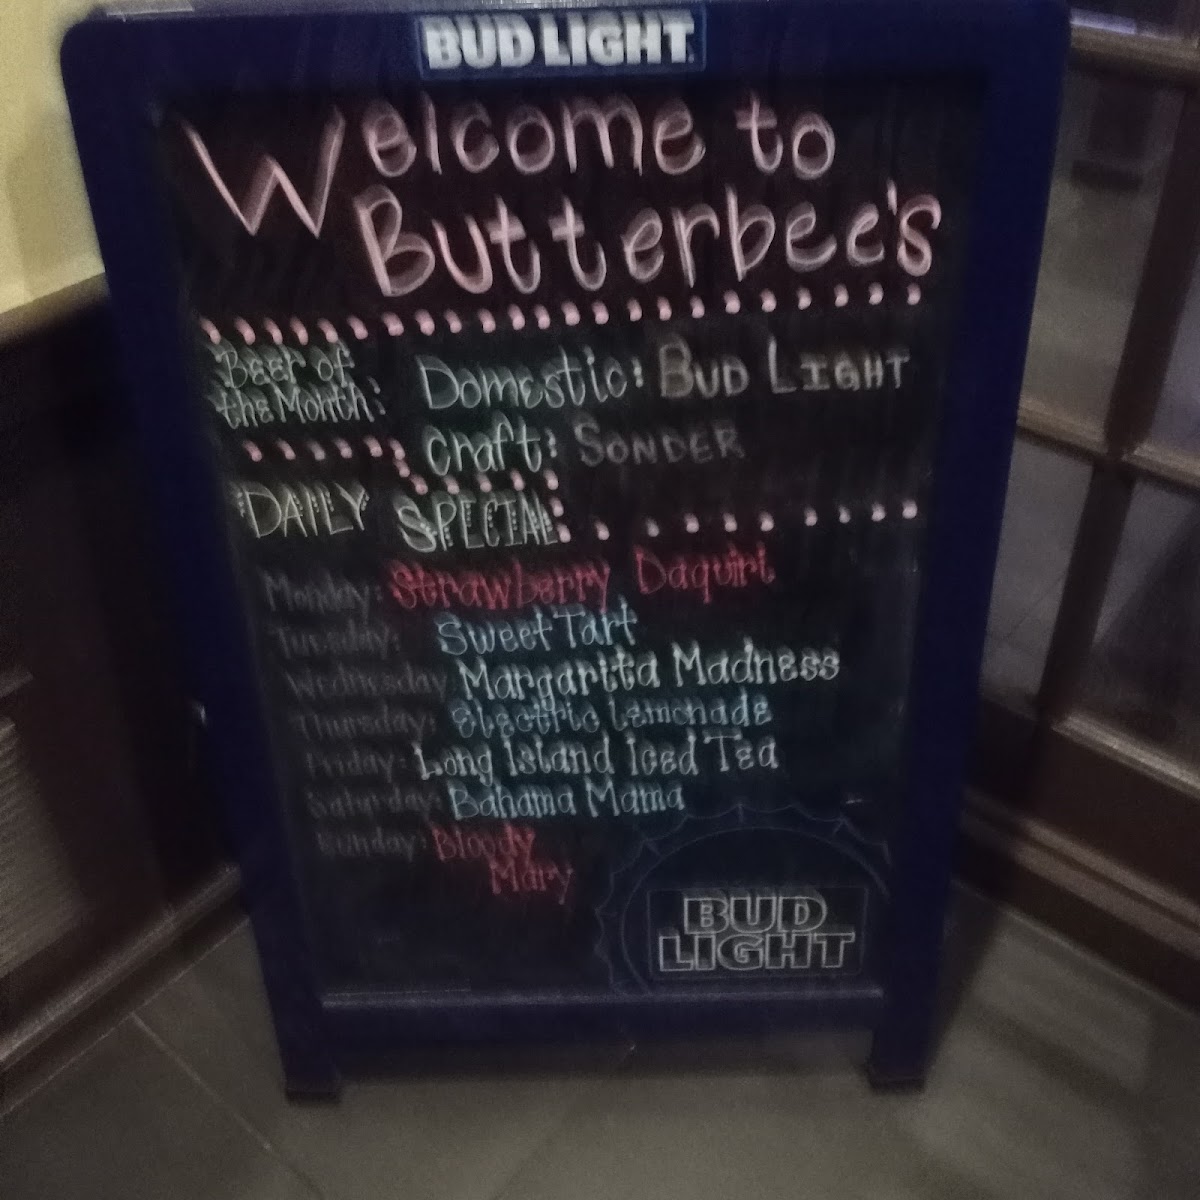 BUD LIGHT
Welcome to
Butterbee's
Beer of
the Month:
Domestic: BUD LIGHT
Craft: SONDER
DAILY SPECIAL:
Monday: Strawberry Daquiri
Tuesday: Sweet Tart
Wednesday Margarita Madness
Thursday: Electric Lemonade
Friday: Long Island Iced Tea
Saturday: Bahama Mama
Sunday: Bloody
Mary
BUD
LIGHT